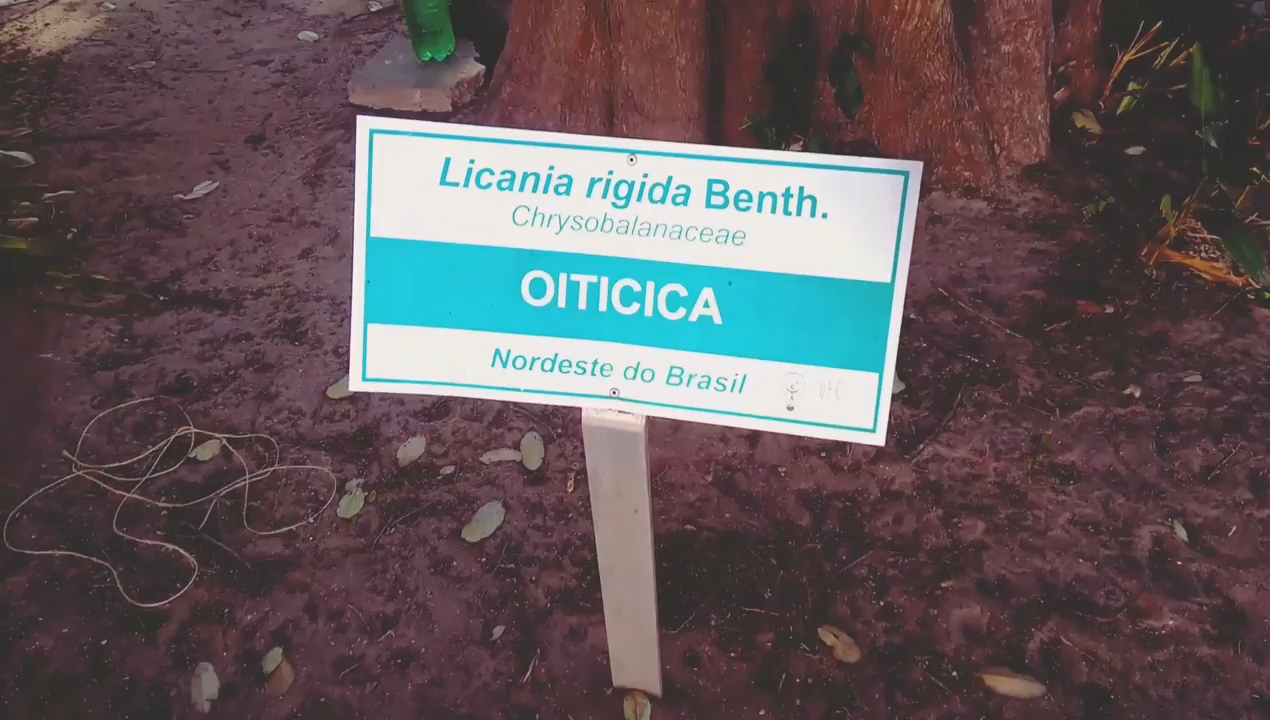 Licania rigida Benth.
Chrysobalanaceae
OITICICA
Nordeste do Brasil